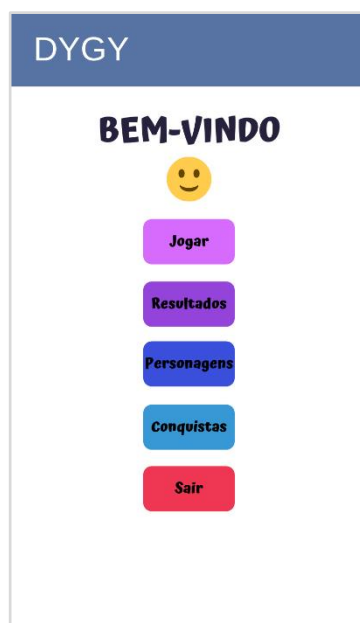 DYGY
BEM-VINDO
Jogar
Resultados
Personagens
Conquistas
Sair